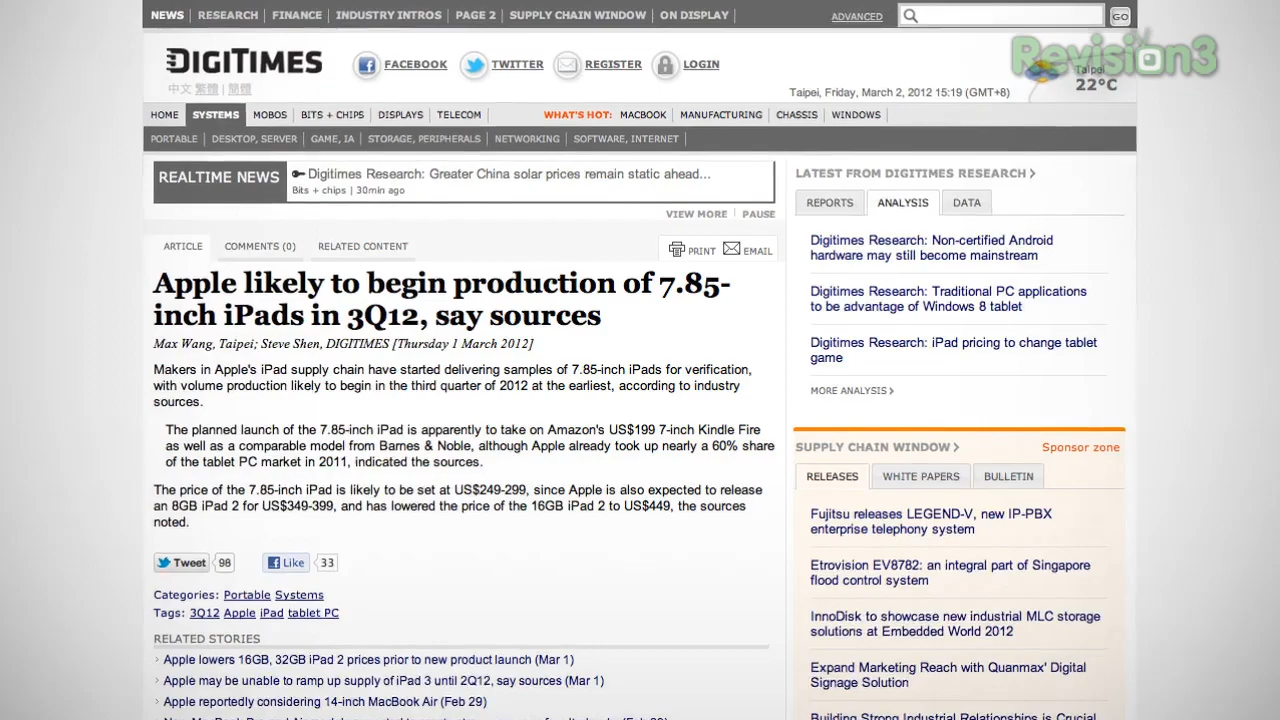 NEWS RESEARCH FINANCE INDUSTRY INTROS PAGE 2 SUPPLY CHAIN WINDOW ON DISPLAY ADVANCED GO
DIGITIMES
中文 繁體 | 簡體
FACEBOOK TWITTER REGISTER LOGIN
Revision3
Taipei
22°C
Taipei, Friday, March 2, 2012 15:19 (GMT+8)
HOME SYSTEMS MOBOS BITS + CHIPS DISPLAYS TELECOM WHAT'S HOT: MACBOOK MANUFACTURING CHASSIS WINDOWS
PORTABLE DESKTOP, SERVER GAME, IA STORAGE, PERIPHERALS NETWORKING SOFTWARE, INTERNET
REALTIME NEWS
Digitimes Research: Greater China solar prices remain static ahead...
Bits + chips | 30min ago
VIEW MORE PAUSE
ARTICLE COMMENTS (0) RELATED CONTENT PRINT EMAIL
Apple likely to begin production of 7.85-
inch iPads in 3Q12, say sources
Max Wang, Taipei; Steve Shen, DIGITIMES [Thursday 1 March 2012]
Makers in Apple's iPad supply chain have started delivering samples of 7.85-inch iPads for verification,
with volume production likely to begin in the third quarter of 2012 at the earliest, according to industry
sources.
The planned launch of the 7.85-inch iPad is apparently to take on Amazon's US$199 7-inch Kindle Fire
as well as a comparable model from Barnes & Noble, although Apple already took up nearly a 60% share
of the tablet PC market in 2011, indicated the sources.
The price of the 7.85-inch iPad is likely to be set at US$249-299, since Apple is also expected to release
an 8GB iPad 2 for US$349-399, and has lowered the price of the 16GB iPad 2 to US$449, the sources
noted.
Tweet 98 Like 33
Categories: Portable Systems
Tags: 3Q12 Apple iPad tablet PC
RELATED STORIES
Apple lowers 16GB, 32GB iPad 2 prices prior to new product launch (Mar 1)
Apple may be unable to ramp up supply of iPad 3 until 2Q12, say sources (Mar 1)
Apple reportedly considering 14-inch MacBook Air (Feb 29)
LATEST FROM DIGITIMES RESEARCH
REPORTS ANALYSIS DATA
Digitimes Research: Non-certified Android
hardware may still become mainstream
Digitimes Research: Traditional PC applications
to be advantage of Windows 8 tablet
Digitimes Research: iPad pricing to change tablet
game
MORE ANALYSIS
SUPPLY CHAIN WINDOW Sponsor zone
RELEASES WHITE PAPERS BULLETIN
Fujitsu releases LEGEND-V, new IP-PBX
enterprise telephony system
Etrovision EV8782: an integral part of Singapore
flood control system
InnoDisk to showcase new industrial MLC storage
solutions at Embedded World 2012
Expand Marketing Reach with Quanmax' Digital
Signage Solution
Building Strong Industrial Relationships is Crucial